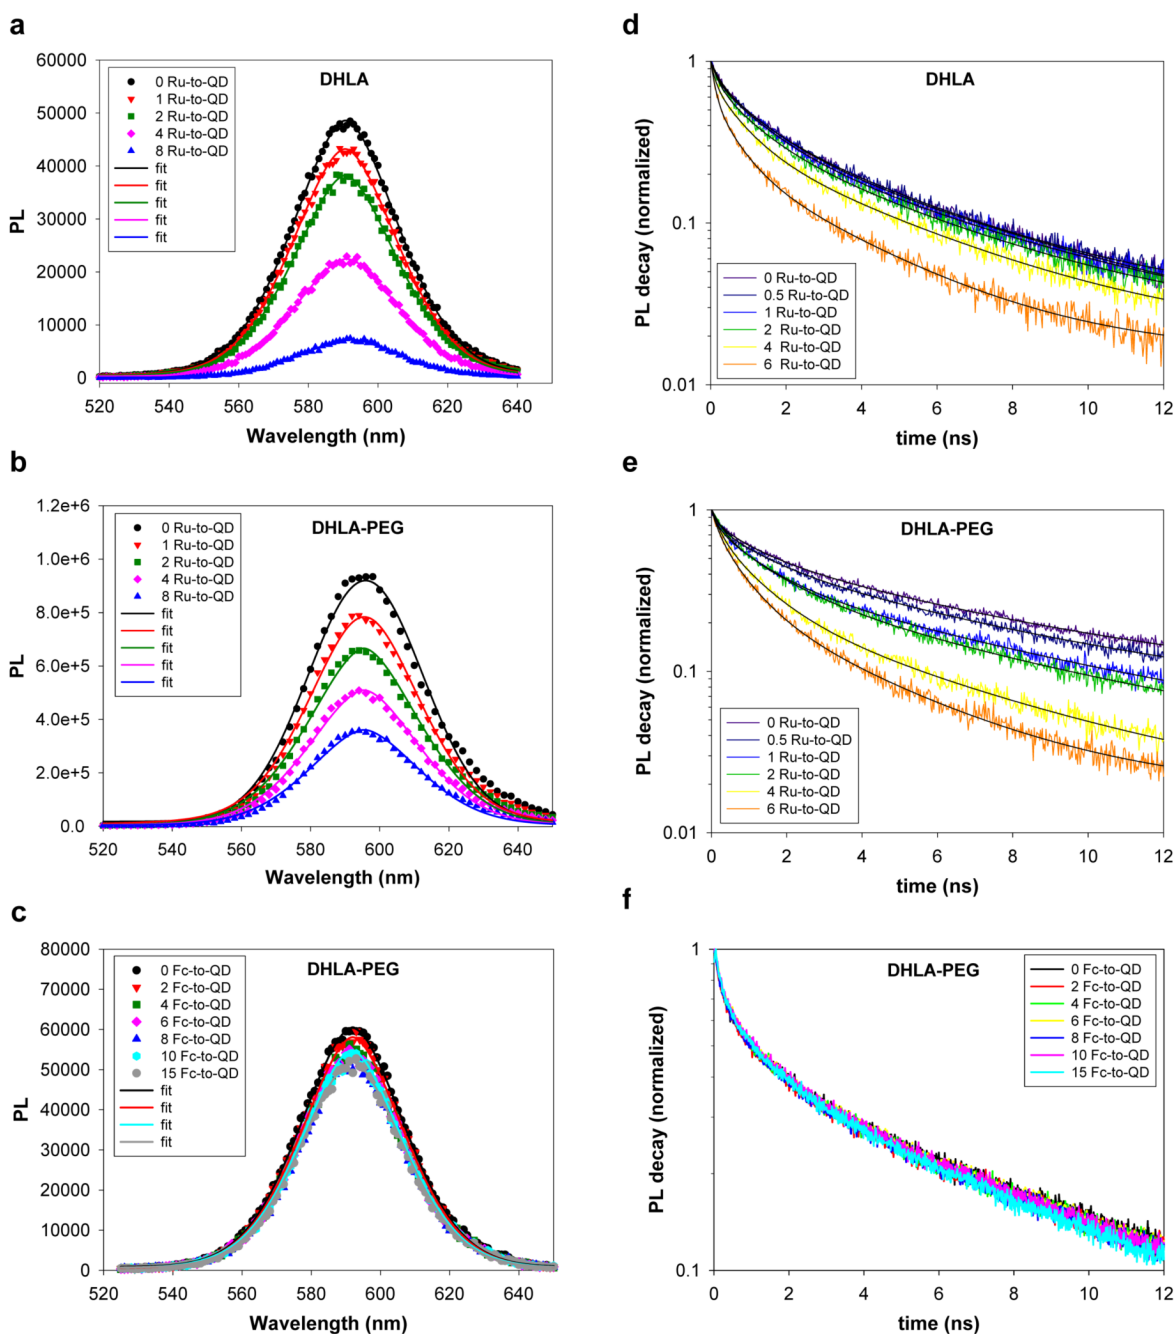 a
60000
50000
40000
30000
20000
10000
0
PL
DHLA
0 Ru-to-QD
1 Ru-to-QD
2 Ru-to-QD
4 Ru-to-QD
8 Ru-to-QD
fit
fit
fit
fit
fit
520 540 560 580 600 620 640
Wavelength (nm)
d
1
0.1
0.01
PL decay (normalized)
DHLA
0 Ru-to-QD
0.5 Ru-to-QD
1 Ru-to-QD
2 Ru-to-QD
4 Ru-to-QD
6 Ru-to-QD
0 2 4 6 8 10 12
time (ns)
b
1.2e+6
1.0e+6
8.0e+5
6.0e+5
4.0e+5
2.0e+5
0.0
PL
DHLA-PEG
0 Ru-to-QD
1 Ru-to-QD
2 Ru-to-QD
4 Ru-to-QD
8 Ru-to-QD
fit
fit
fit
fit
fit
520 540 560 580 600 620 640
Wavelength (nm)
e
1
0.1
0.01
PL decay (normalized)
DHLA-PEG
0 Ru-to-QD
0.5 Ru-to-QD
1 Ru-to-QD
2 Ru-to-QD
4 Ru-to-QD
6 Ru-to-QD
0 2 4 6 8 10 12
time (ns)
c
80000
70000
60000
50000
40000
30000
20000
10000
0
PL
DHLA-PEG
0 Fc-to-QD
2 Fc-to-QD
4 Fc-to-QD
6 Fc-to-QD
8 Fc-to-QD
10 Fc-to-QD
15 Fc-to-QD
fit
fit
fit
fit
520 540 560 580 600 620 640
Wavelength (nm)
f
1
0.1
PL decay (normalized)
DHLA-PEG
0 Fc-to-QD
2 Fc-to-QD
4 Fc-to-QD
6 Fc-to-QD
8 Fc-to-QD
10 Fc-to-QD
15 Fc-to-QD
0 2 4 6 8 10 12
time (ns)